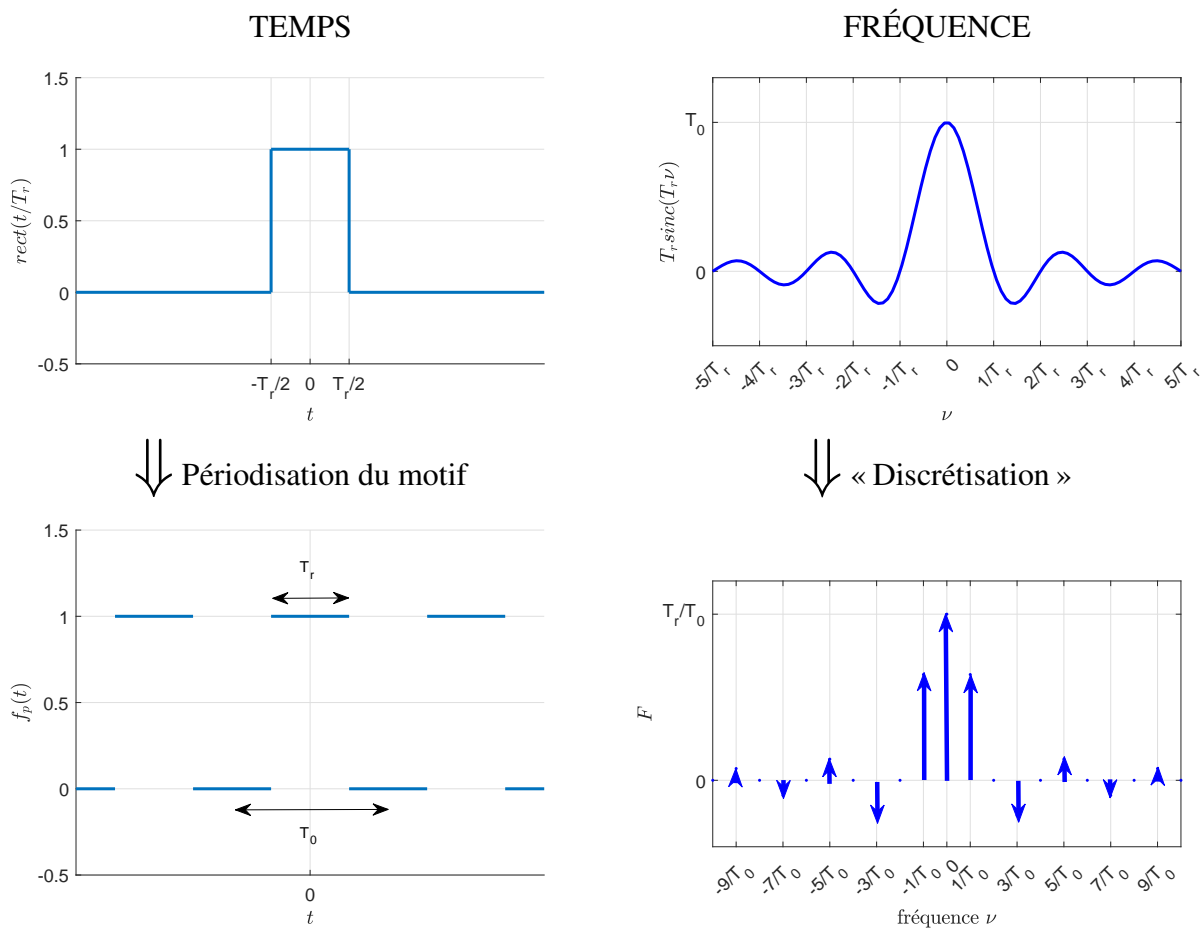 TEMPS
FRÉQUENCE
1.5
1
0.5
0
-0.5
rect(t/T_r)
-T_r/2 0 T_r/2
t
T_0
0
T_r sinc(T_r ν)
-5/T_r -4/T_r -3/T_r -2/T_r -1/T_r 0 1/T_r 2/T_r 3/T_r 4/T_r 5/T_r
ν
⇓ Périodisation du motif
⇓ « Discrétisation »
1.5
1
0.5
0
-0.5
f_p(t)
T_r
T_0
0
t
T_r/T_0
0
F
-9/T_0 -7/T_0 -5/T_0 -3/T_0 -1/T_0 0 1/T_0 3/T_0 5/T_0 7/T_0 9/T_0
fréquence ν